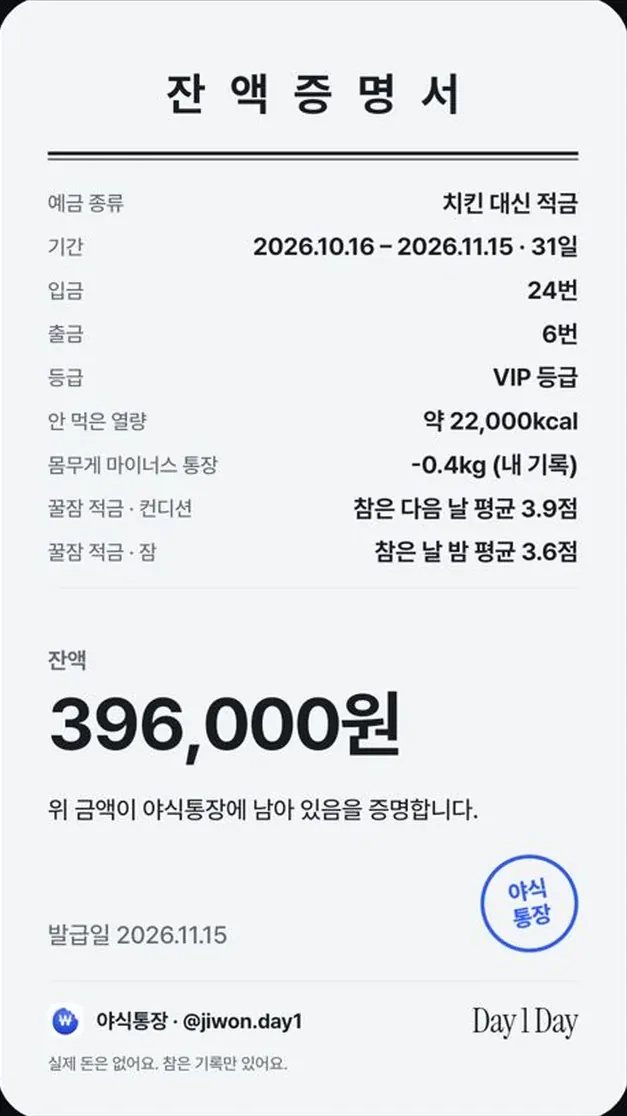 잔액증명서
예금 종류 치킨 대신 적금
기간 2026.10.16 – 2026.11.15 · 31일
입금 24번
출금 6번
등급 VIP 등급
안 먹은 열량 약 22,000kcal
몸무게 마이너스 통장 -0.4kg (내 기록)
꿀잠 적금 · 컨디션 참은 다음 날 평균 3.9점
꿀잠 적금 · 잠 참은 날 밤 평균 3.6점
잔액
396,000원
위 금액이 야식통장에 남아 있음을 증명합니다.
야식
통장
발급일 2026.11.15
W 야식통장 · @jiwon.day1 Day1Day
실제 돈은 없어요. 참은 기록만 있어요.